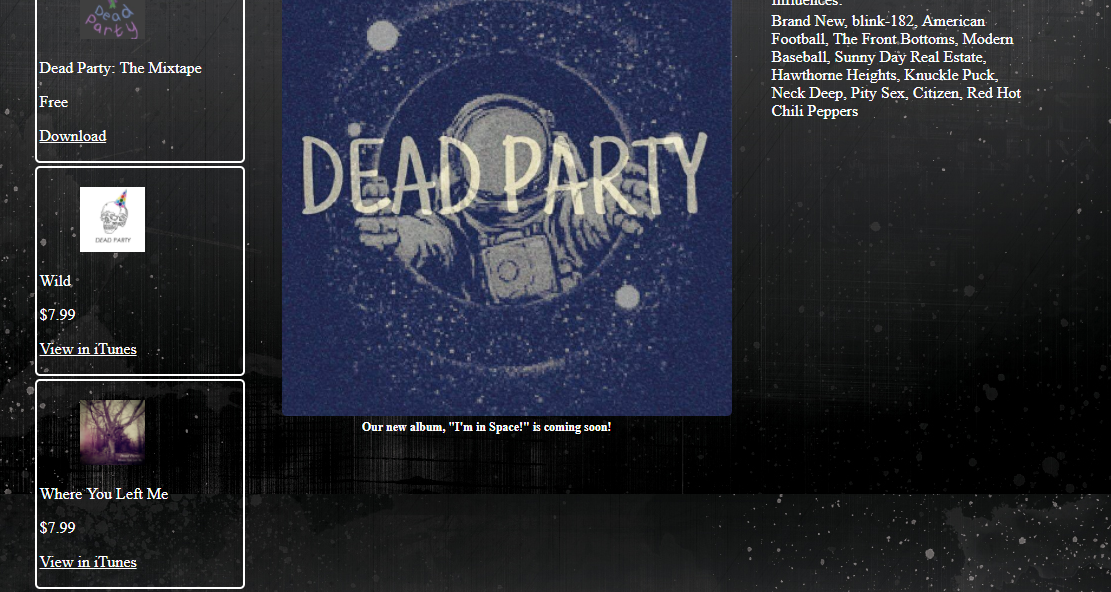 Dead
Party
Dead Party: The Mixtape
Free
Download
DEAD PARTY
Wild
$7.99
View in iTunes
Where You Left Me
$7.99
View in iTunes
DEAD PARTY
Our new album, "I'm in Space!" is coming soon!
Influences:
Brand New, blink-182, American
Football, The Front Bottoms, Modern
Baseball, Sunny Day Real Estate,
Hawthorne Heights, Knuckle Puck,
Neck Deep, Pity Sex, Citizen, Red Hot
Chili Peppers